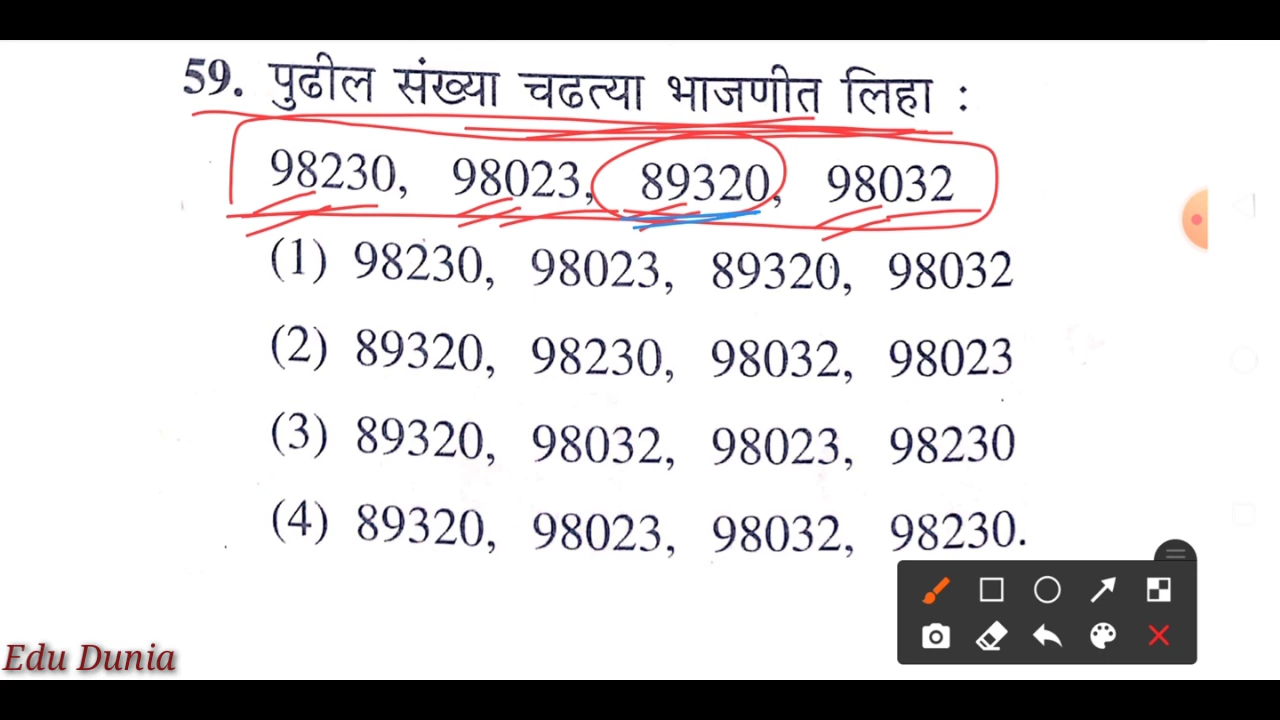 59. पुढील संख्या चढत्या भाजणीत लिहा :
98230, 98023, 89320, 98032
(1) 98230, 98023, 89320, 98032
(2) 89320, 98230, 98032, 98023
(3) 89320, 98032, 98023, 98230
(4) 89320, 98023, 98032, 98230.
Edu Dunia